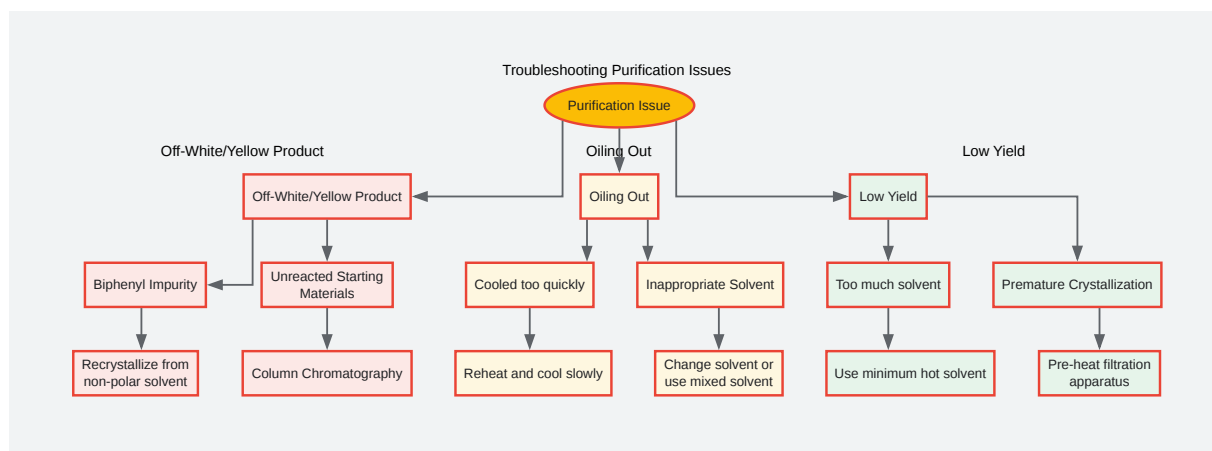 Troubleshooting Purification Issues
Purification Issue
Off-White/Yellow Product
Oiling Out
Low Yield
Off-White/Yellow Product
Oiling Out
Low Yield
Biphenyl Impurity
Unreacted Starting
Materials
Cooled too quickly
Inappropriate Solvent
Too much solvent
Premature Crystallization
Recrystallize from
non-polar solvent
Column Chromatography
Reheat and cool slowly
Change solvent or
use mixed solvent
Use minimum hot solvent
Pre-heat filtration
apparatus